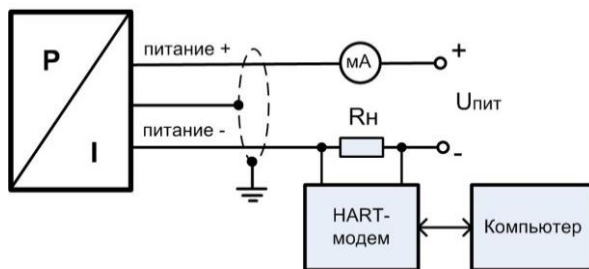 P
I
питание +
мА
+
Uпит
питание -
Rн
-
HART-
модем
Компьютер